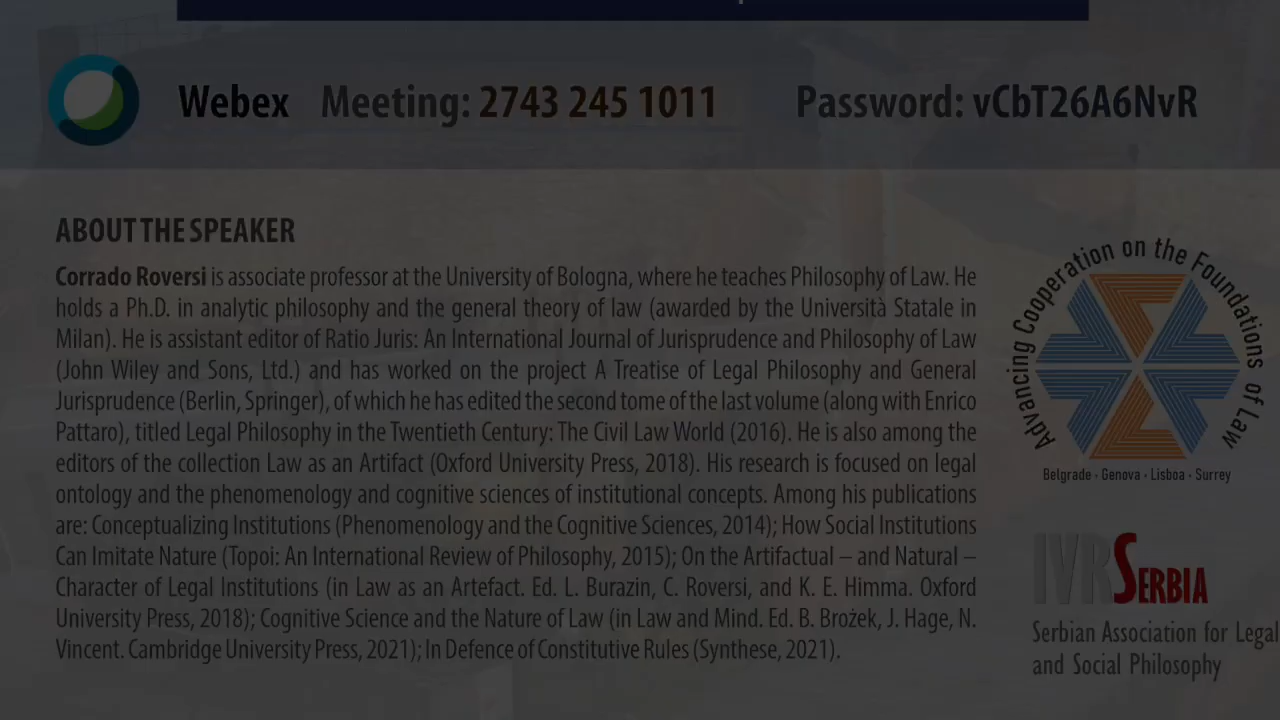 Webex Meeting: 2743 245 1011 Password: vCbT26A6NvR
ABOUT THE SPEAKER
Corrado Roversi is associate professor at the University of Bologna, where he teaches Philosophy of Law. He
holds a Ph.D. in analytic philosophy and the general theory of law (awarded by the Università Statale in
Milan). He is assistant editor of Ratio Juris: An International Journal of Jurisprudence and Philosophy of Law
(John Wiley and Sons, Ltd.) and has worked on the project A Treatise of Legal Philosophy and General
Jurisprudence (Berlin, Springer), of which he has edited the second tome of the last volume (along with Enrico
Pattaro), titled Legal Philosophy in the Twentieth Century: The Civil Law World (2016). He is also among the
editors of the collection Law as an Artifact (Oxford University Press, 2018). His research is focused on legal
ontology and the phenomenology and cognitive sciences of institutional concepts. Among his publications
are: Conceptualizing Institutions (Phenomenology and the Cognitive Sciences, 2014); How Social Institutions
Can Imitate Nature (Topoi: An International Review of Philosophy, 2015); On the Artifactual – and Natural –
Character of Legal Institutions (in Law as an Artefact. Ed. L. Burazin, C. Roversi, and K. E. Himma. Oxford
University Press, 2018); Cognitive Science and the Nature of Law (in Law and Mind. Ed. B. Brożek, J. Hage, N.
Vincent. Cambridge University Press, 2021); In Defence of Constitutive Rules (Synthese, 2021).
Advancing Cooperation on the Foundations of Law
Belgrade · Genova · Lisboa · Surrey
IVR SERBIA
Serbian Association for Legal
and Social Philosophy